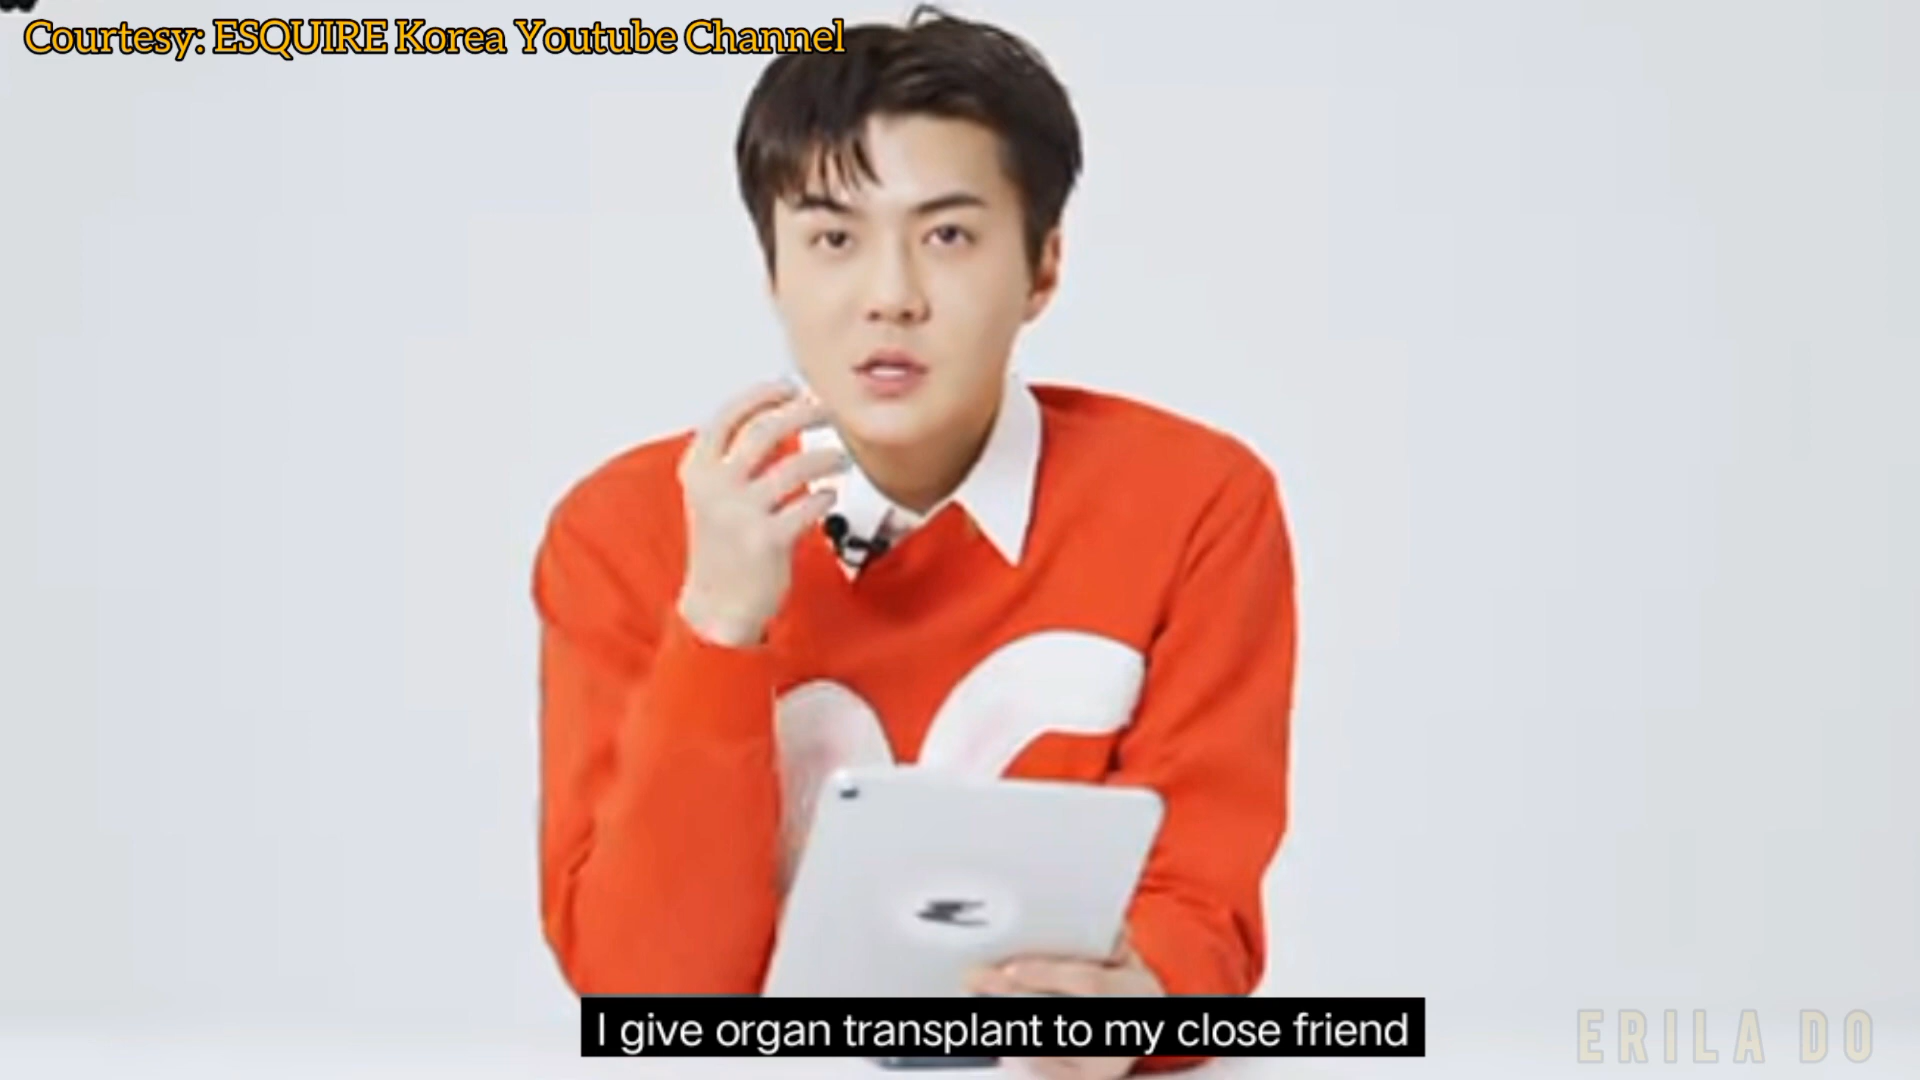 Courtesy: ESQUIRE Korea Youtube Channel
I give organ transplant to my close friend
ERILA DO